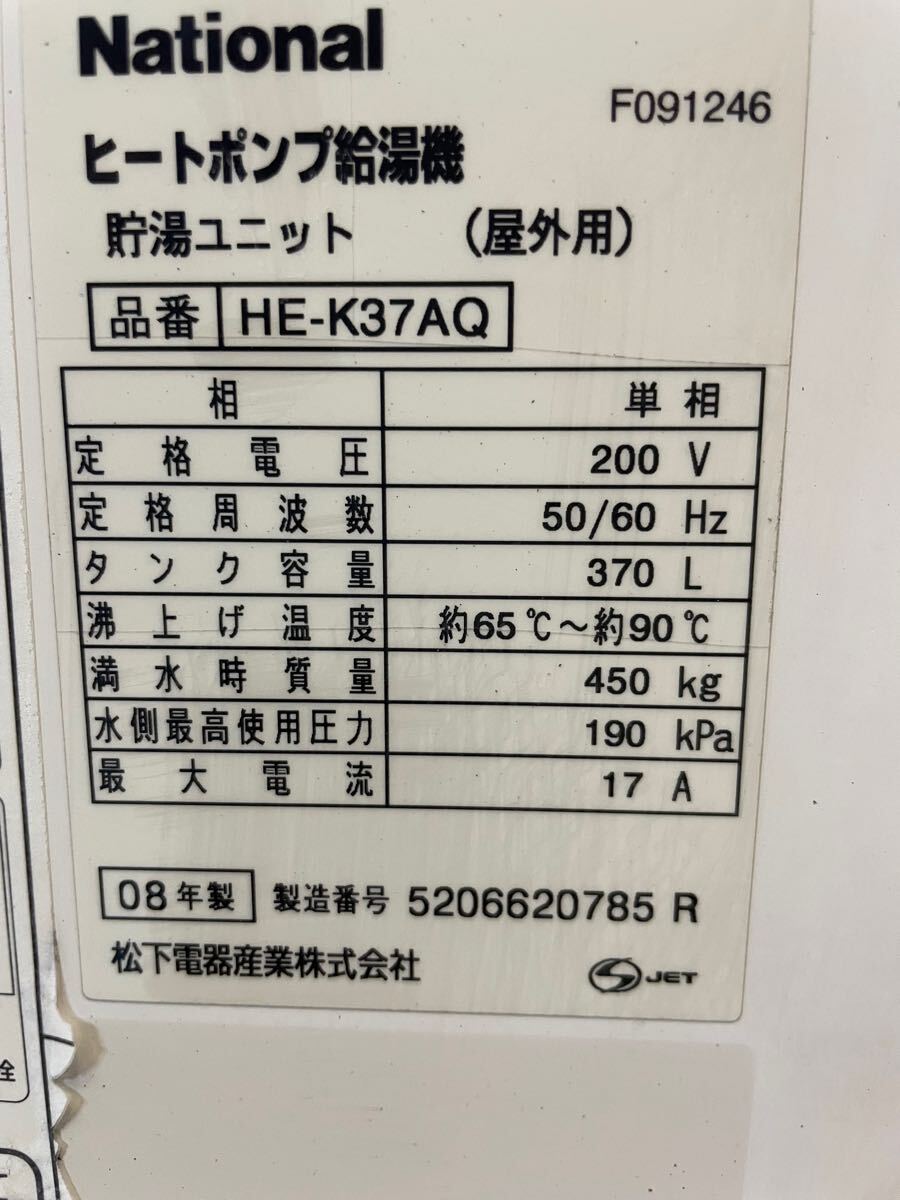 National
F091246
ヒートポンプ給湯機
貯湯ユニット （屋外用）
品番 HE-K37AQ
相 単相
定格電圧 200 V
定格周波数 50/60 Hz
タンク容量 370 L
沸上げ温度 約65℃～約90℃
満水時質量 450 kg
水側最高使用圧力 190 kPa
最大電流 17 A
08年製 製造番号 5206620785 R
松下電器産業株式会社
S JET
全